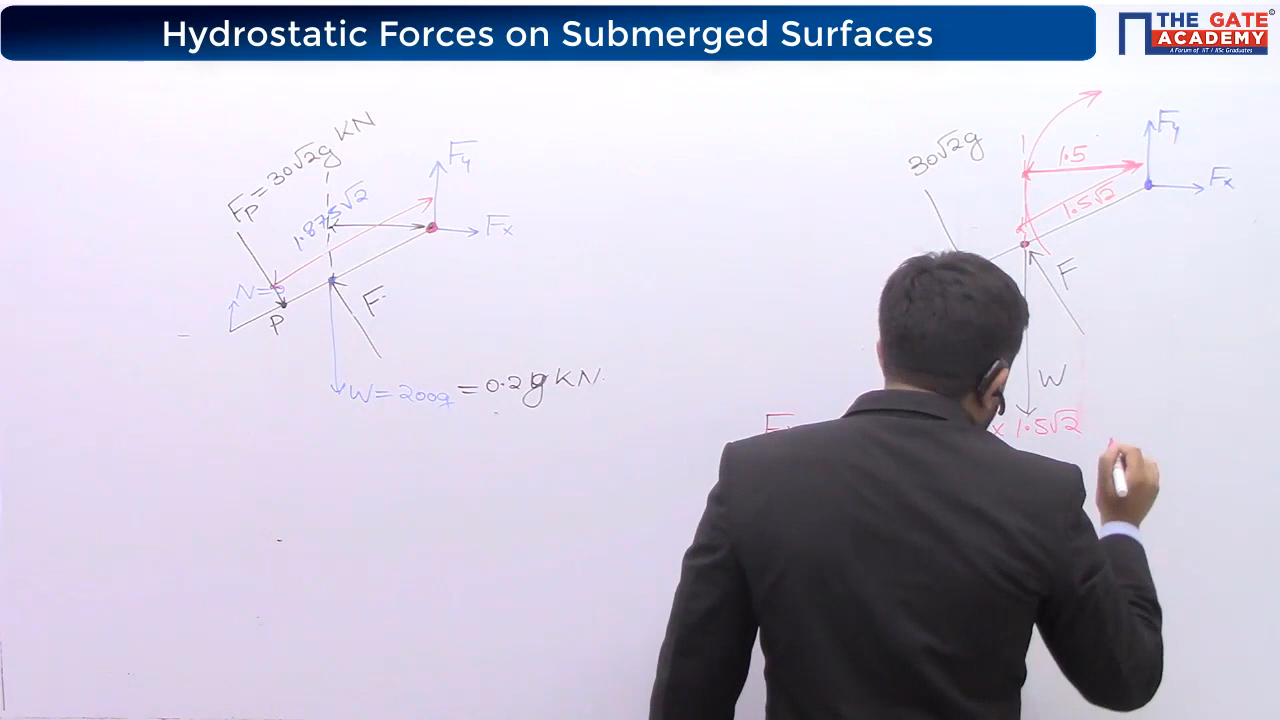 Hydrostatic Forces on Submerged Surfaces
THE GATE
ACADEMY
©
A Forum of IIT / IISc Graduates
Fp = 30√2g KN
1.875√2
Fy
Fx
P
F
W = 200g = 0.2g KN.
30√2g
1.5
1.5√2
Fy
Fx
F
W
x 1.5√2